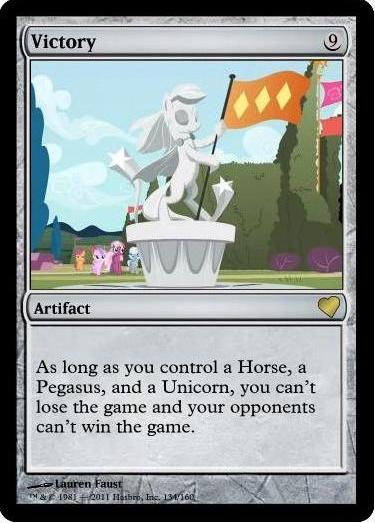 Victory 9
Artifact
As long as you control a Horse, a
Pegasus, and a Unicorn, you can't
lose the game and your opponents
can't win the game.
Lauren Faust
™ & © 1981 — 2011 Hasbro, Inc. 134/160